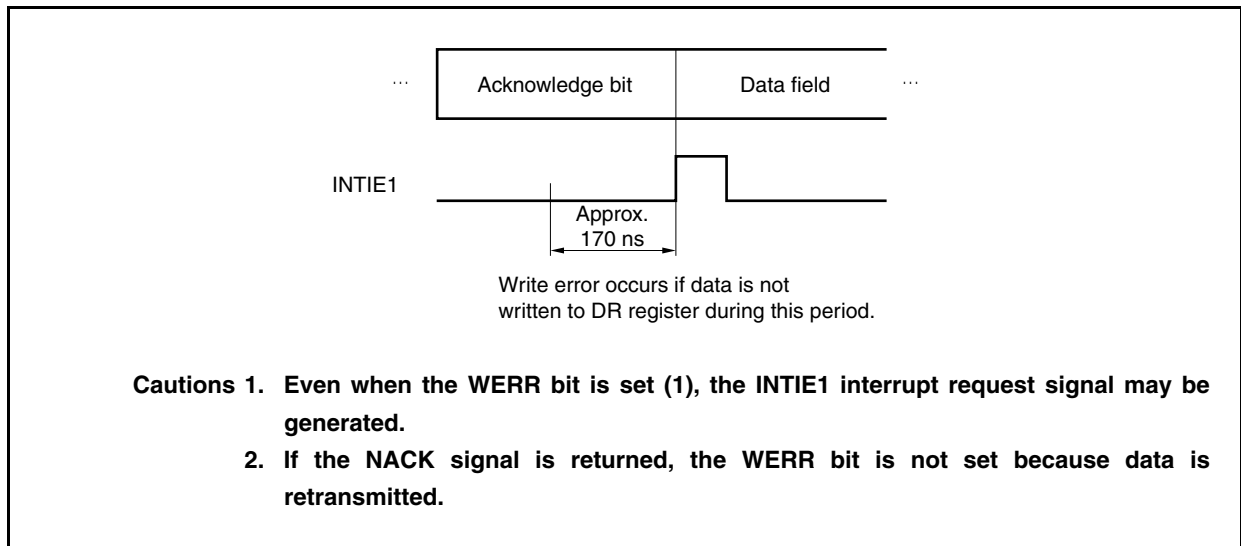 … Acknowledge bit Data field …
INTIE1
Approx.
170 ns
Write error occurs if data is not
written to DR register during this period.
Cautions 1. Even when the WERR bit is set (1), the INTIE1 interrupt request signal may be
generated.
2. If the NACK signal is returned, the WERR bit is not set because data is
retransmitted.